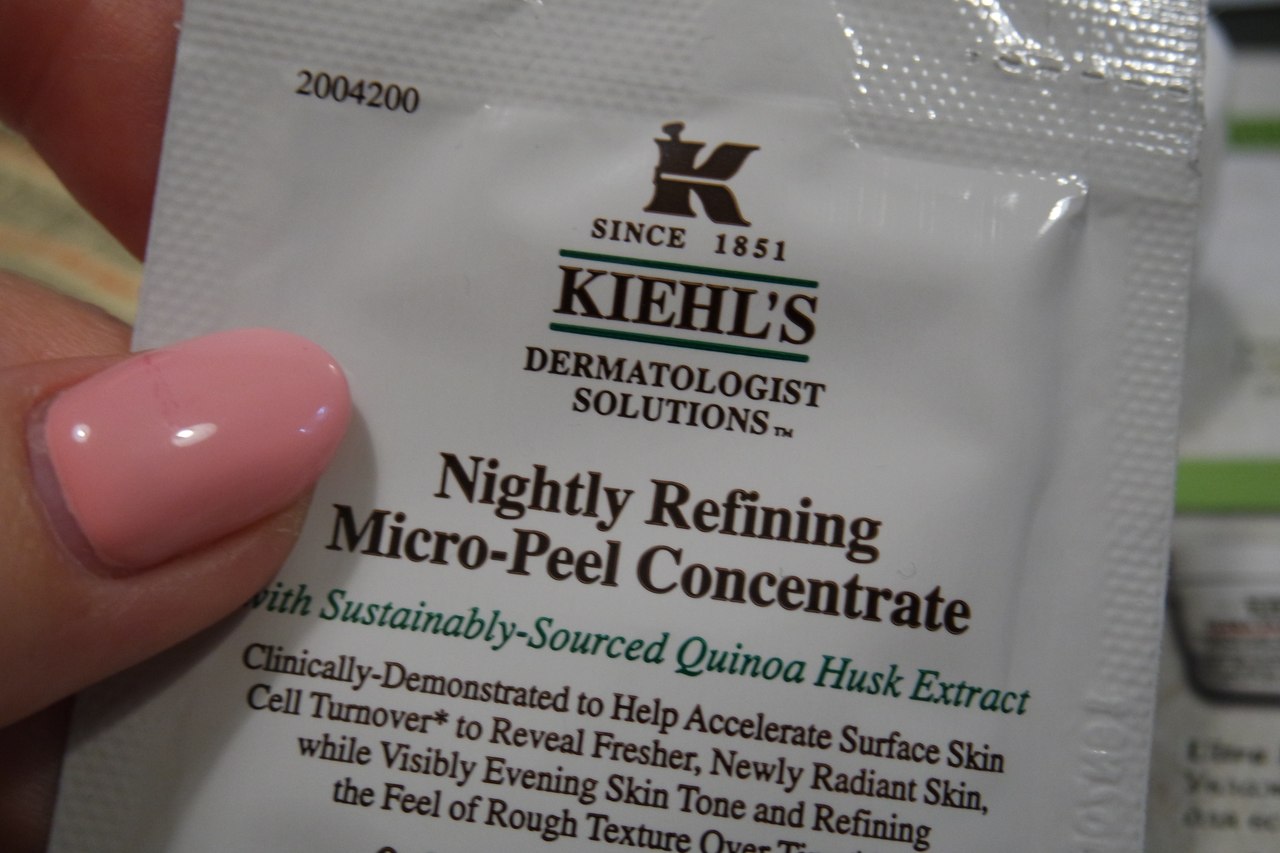 2004200
K
SINCE 1851
KIEHL'S
DERMATOLOGIST
SOLUTIONS™
Nightly Refining
Micro-Peel Concentrate
with Sustainably-Sourced Quinoa Husk Extract
Clinically-Demonstrated to Help Accelerate Surface Skin
Cell Turnover* to Reveal Fresher, Newly Radiant Skin,
while Visibly Evening Skin Tone and Refining
the Feel of Rough Texture Over